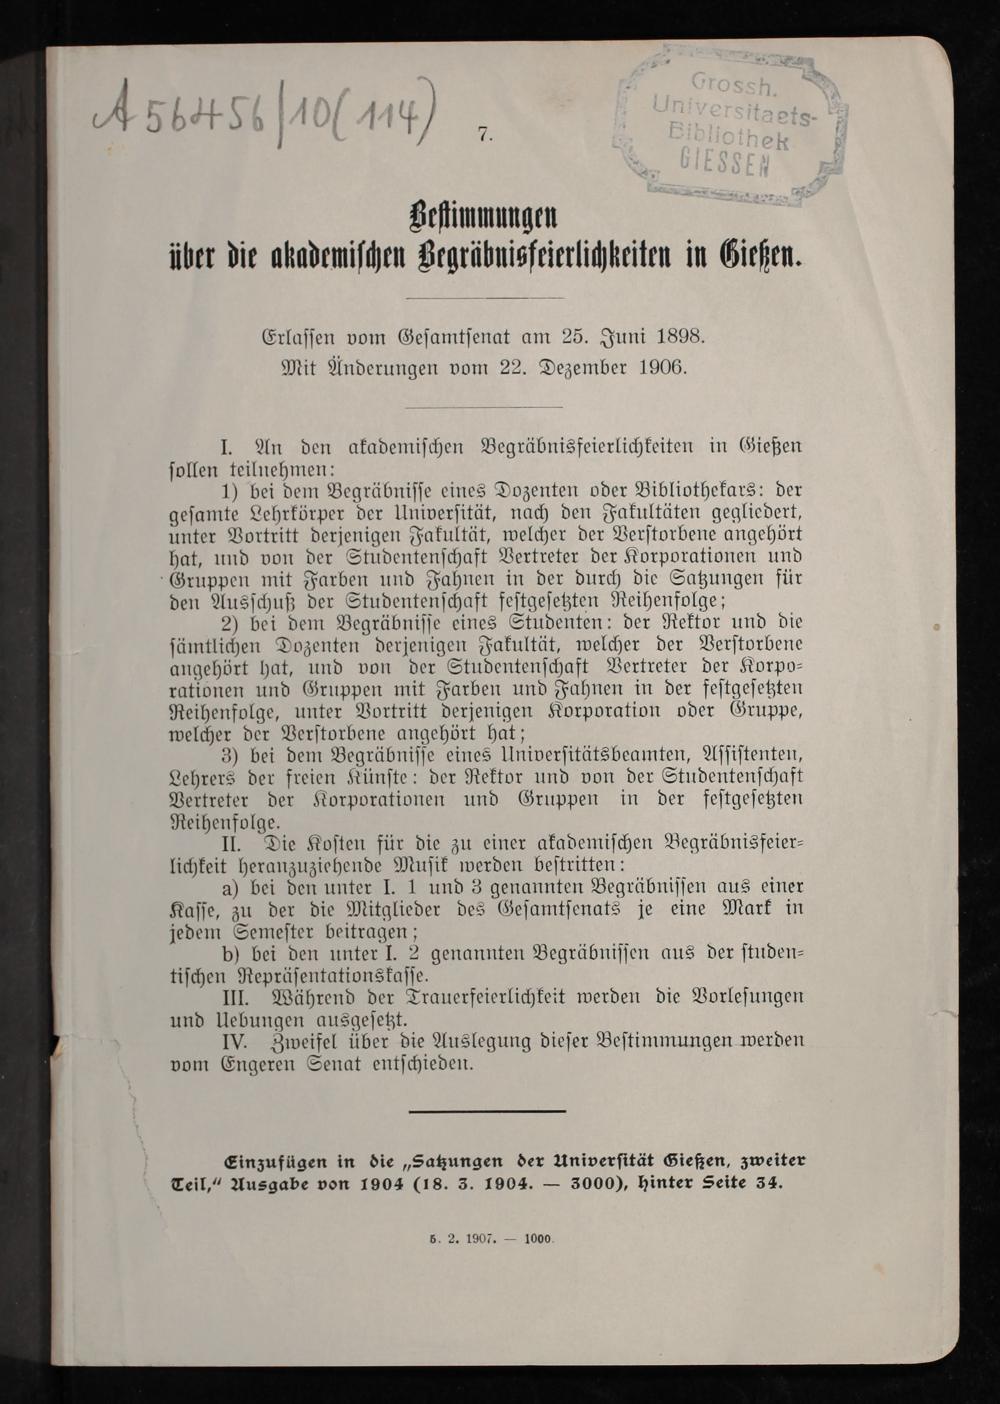 A 56456/10(114)
7.
Grossh.
Universitaets-
Bibliothek
GIESSEN
Bestimmungen
über die akademischen Begräbnisfeierlichkeiten in Gießen.
Erlassen vom Gesamtsenat am 25. Juni 1898.
Mit Änderungen vom 22. Dezember 1906.
I. An den akademischen Begräbnisfeierlichkeiten in Gießen
sollen teilnehmen:
1) bei dem Begräbnisse eines Dozenten oder Bibliothekars: der
gesamte Lehrkörper der Universität, nach den Fakultäten gegliedert,
unter Vortritt derjenigen Fakultät, welcher der Verstorbene angehört
hat, und von der Studentenschaft Vertreter der Korporationen und
Gruppen mit Farben und Fahnen in der durch die Satzungen für
den Ausschuß der Studentenschaft festgesetzten Reihenfolge;
2) bei dem Begräbnisse eines Studenten: der Rektor und die
sämtlichen Dozenten derjenigen Fakultät, welcher der Verstorbene
angehört hat, und von der Studentenschaft Vertreter der Korpo-
rationen und Gruppen mit Farben und Fahnen in der festgesetzten
Reihenfolge, unter Vortritt derjenigen Korporation oder Gruppe,
welcher der Verstorbene angehört hat;
3) bei dem Begräbnisse eines Universitätsbeamten, Assistenten,
Lehrers der freien Künste: der Rektor und von der Studentenschaft
Vertreter der Korporationen und Gruppen in der festgesetzten
Reihenfolge.
II. Die Kosten für die zu einer akademischen Begräbnisfeier-
lichkeit heranzuziehende Musik werden bestritten:
a) bei den unter I. 1 und 3 genannten Begräbnissen aus einer
Kasse, zu der die Mitglieder des Gesamtsenats je eine Mark in
jedem Semester beitragen;
b) bei den unter I. 2 genannten Begräbnissen aus der studen-
tischen Repräsentationskasse.
III. Während der Trauerfeierlichkeit werden die Vorlesungen
und Uebungen ausgesetzt.
IV. Zweifel über die Auslegung dieser Bestimmungen werden
vom Engeren Senat entschieden.
Einzufügen in die „Satzungen der Universität Gießen, zweiter
Teil,“ Ausgabe von 1904 (18. 3. 1904. — 3000), hinter Seite 34.
5. 2. 1907. — 1000.